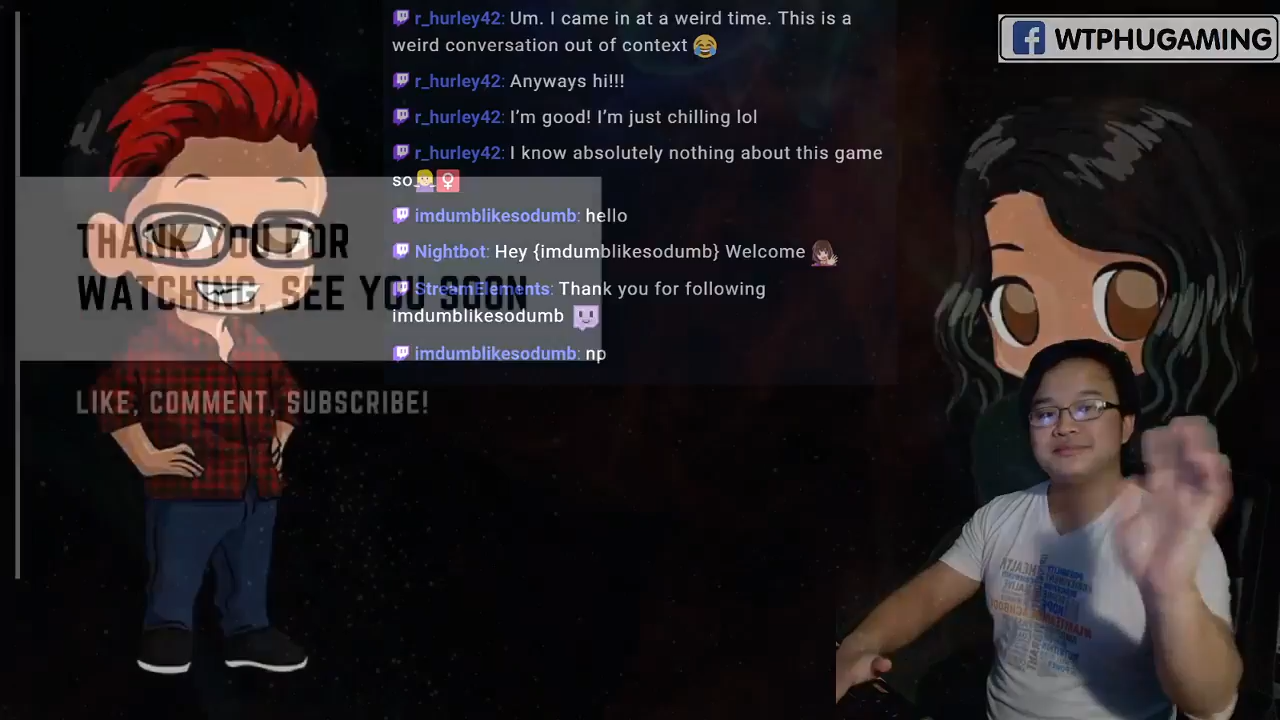 r_hurley42: Um. I came in at a weird time. This is a
weird conversation out of context 😂
r_hurley42: Anyways hi!!!
r_hurley42: I'm good! I'm just chilling lol
r_hurley42: I know absolutely nothing about this game
so
imdumblikesodumb: hello
Nightbot: Hey {imdumblikesodumb} Welcome
StreamElements: Thank you for following
imdumblikesodumb
imdumblikesodumb: np
THANK YOU FOR
WATCHING, SEE YOU SOON
LIKE, COMMENT, SUBSCRIBE!
WTPHUGAMING